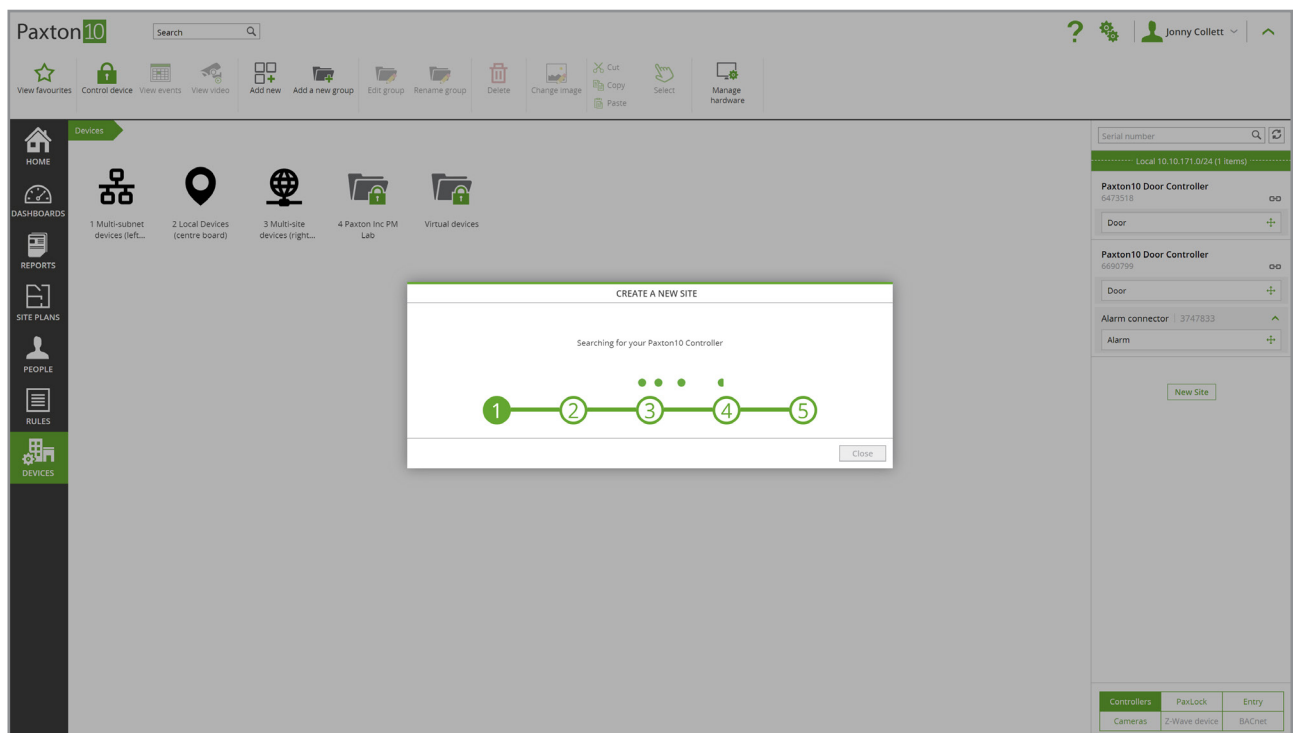 Paxton10
Search
Jonny Collett
View favourites
Control device
View events
View video
Add new
Add a new group
Edit group
Rename group
Delete
Change image
Cut
Copy
Paste
Select
Manage
hardware
HOME
DASHBOARDS
REPORTS
SITE PLANS
PEOPLE
RULES
DEVICES
Devices
1 Multi-subnet
devices (left...
2 Local Devices
(centre board)
3 Multi-site
devices (right...
4 Paxton Inc PM
Lab
Virtual devices
CREATE A NEW SITE
Searching for your Paxton10 Controller
1 2 3 4 5
Close
Serial number
Local 10.10.171.0/24 (1 items)
Paxton10 Door Controller
6473518
Door
Paxton10 Door Controller
6690799
Door
Alarm connector | 3747833
Alarm
New Site
Controllers PaxLock Entry
Cameras Z-Wave device BACnet